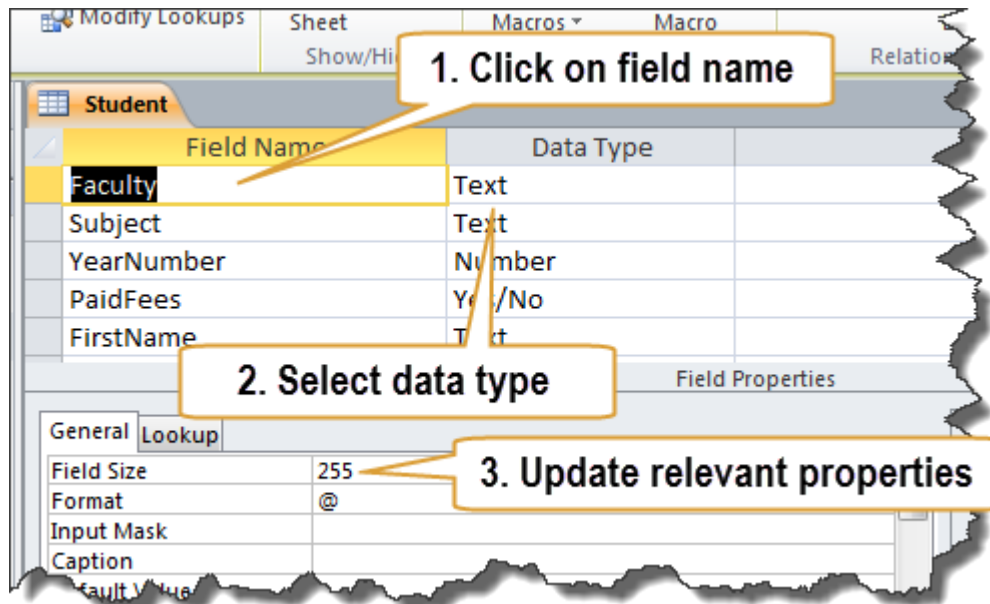 Modify Lookups Sheet Macros Macro
Show/Hi
1. Click on field name
Relation
Student
Field Name Data Type
Faculty Text
Subject Text
YearNumber Number
PaidFees Yes/No
FirstName Text
2. Select data type
Field Properties
General Lookup
Field Size 255
3. Update relevant properties
Format @
Input Mask
Caption